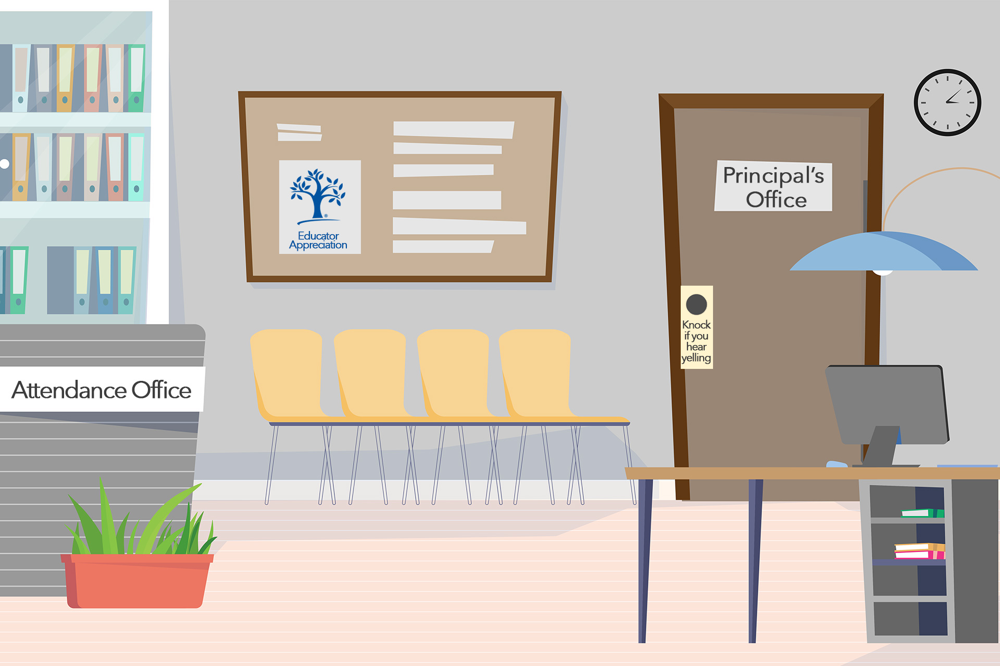 Educator
Appreciation
Principal's
Office
Knock
if you
hear
yelling
Attendance Office